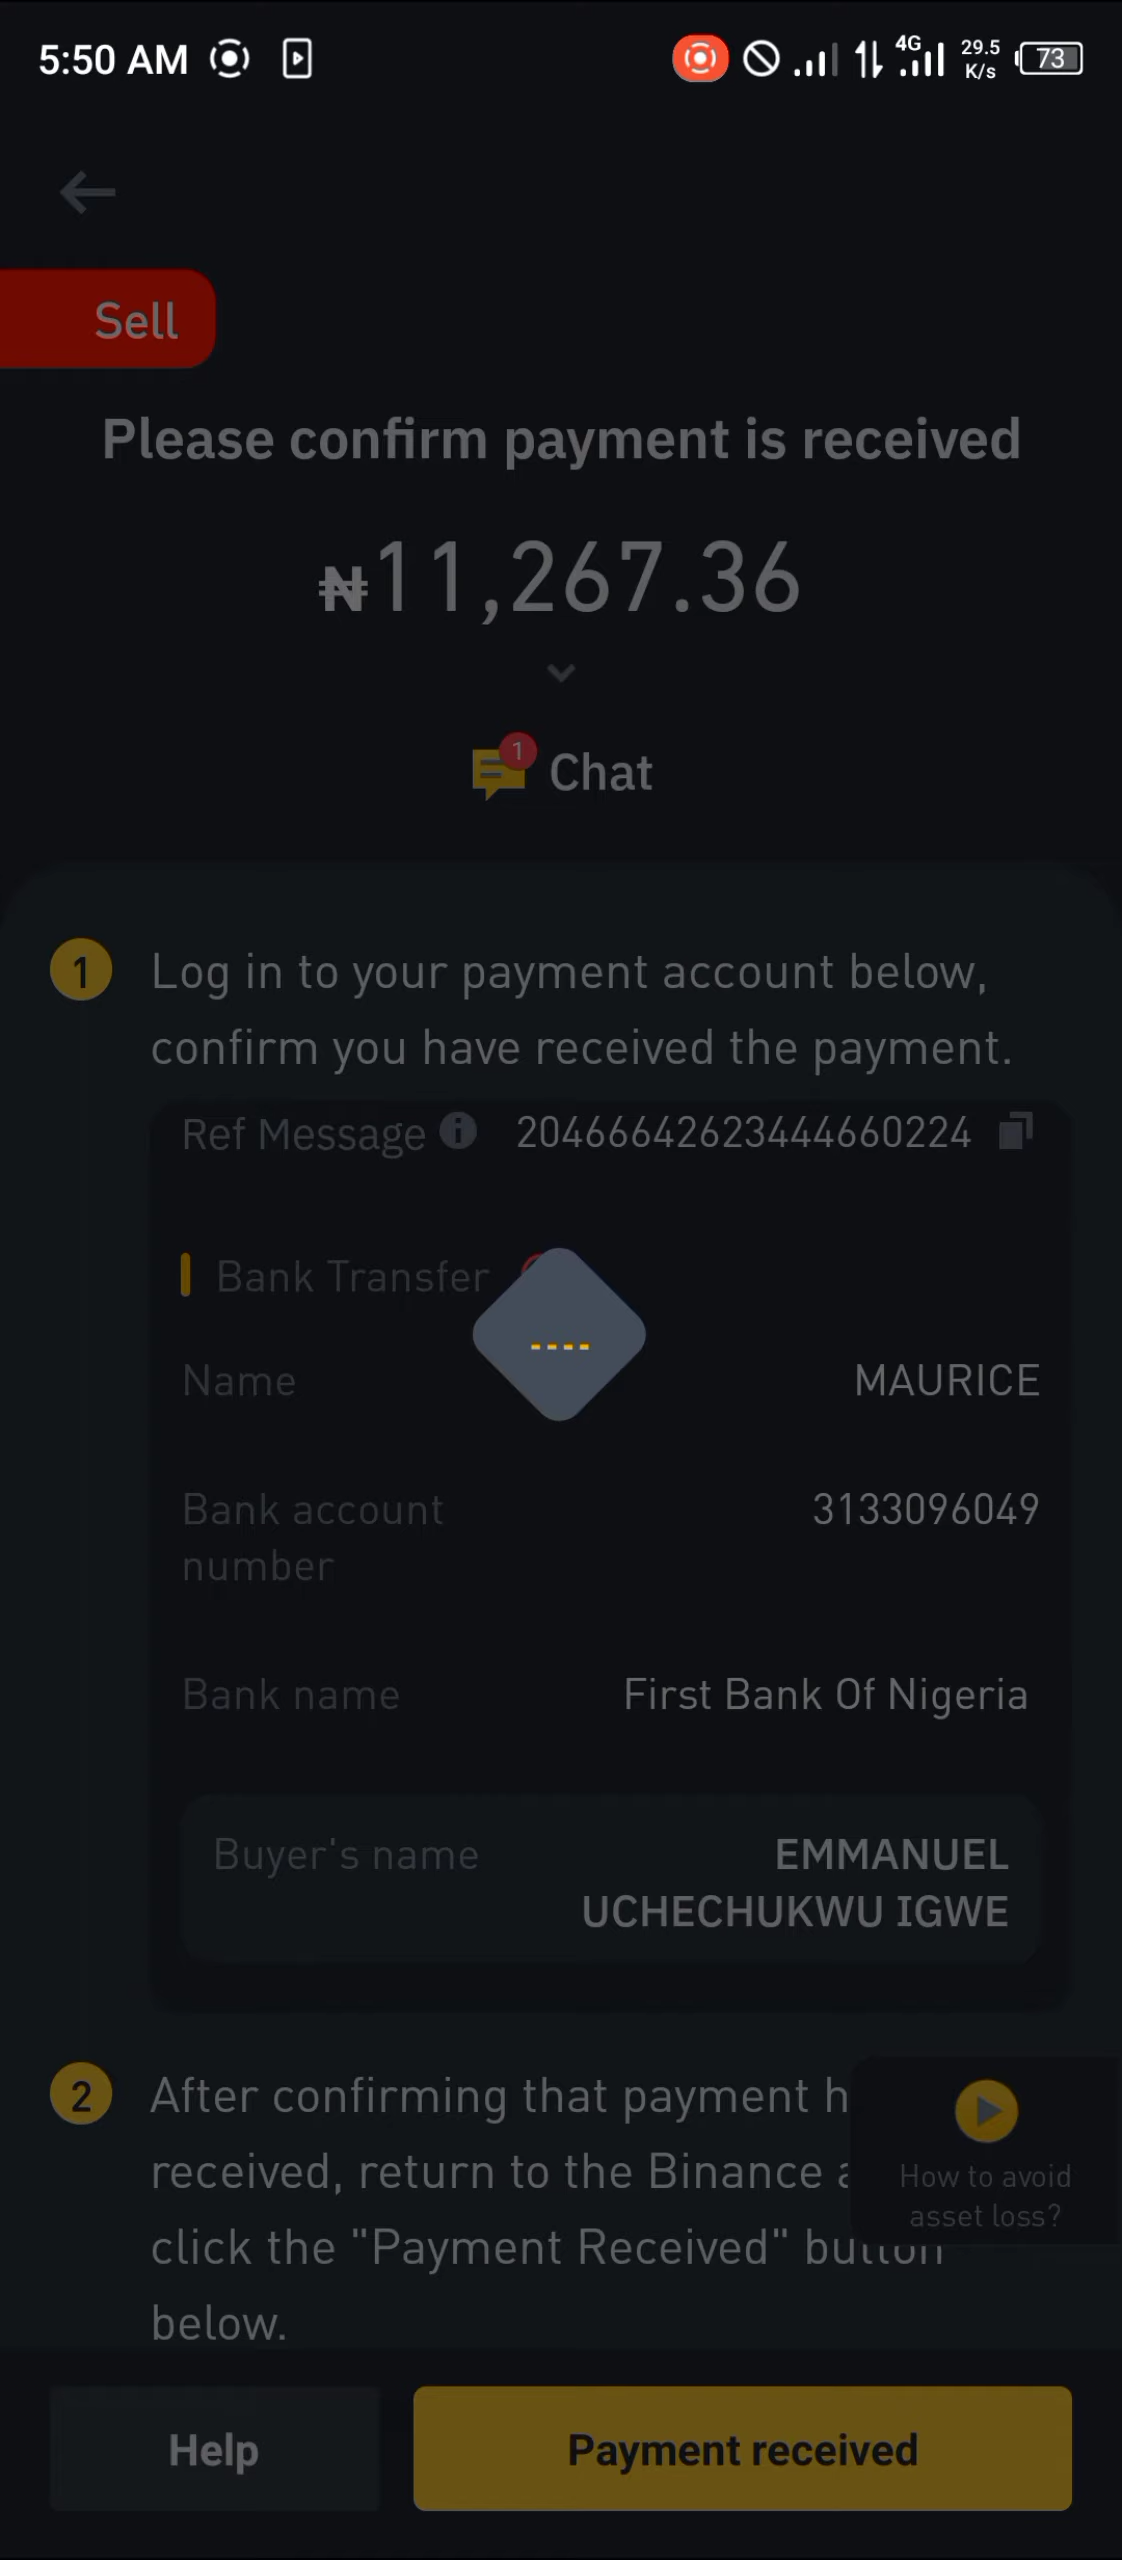 5:50 AM
4G
29.5
K/s
73
Sell
Please confirm payment is received
₦11,267.36
1
Chat
1
Log in to your payment account below,
confirm you have received the payment.
Ref Message
20466642623444660224
Bank Transfer
Name
MAURICE
Bank account
number
3133096049
Bank name
First Bank Of Nigeria
Buyer's name
EMMANUEL
UCHECHUKWU IGWE
2
After confirming that payment h
received, return to the Binance a
click the "Payment Received" button
below.
How to avoid
asset loss?
Help
Payment received